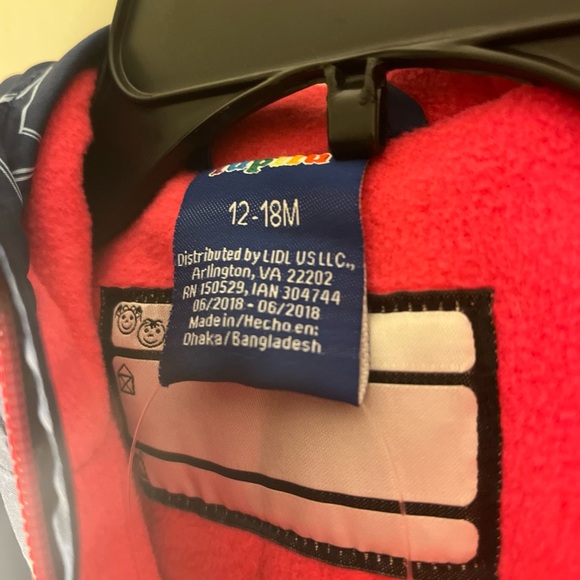 lupilu
12-18M
Distributed by LIDL US LLC.,
Arlington, VA 22202
RN 150529, IAN 304744
06/2018 - 06/2018
Made in/Hecho en:
Dhaka/Bangladesh